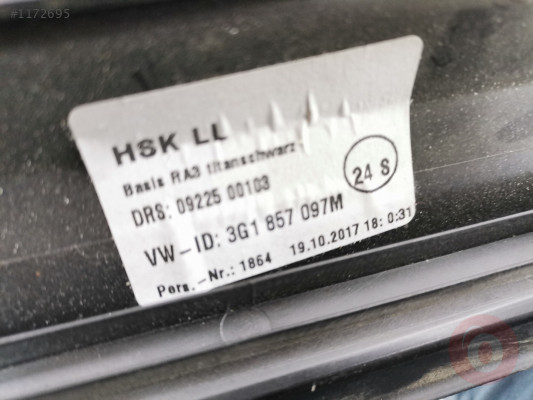 #1172695
HSK LL
Basis RA3 titanschwarz
24 S
DRS: 09225 00103
VW-ID: 3G1 857 097M
Pers.-Nr.: 1864 19.10.2017 18: 0:31